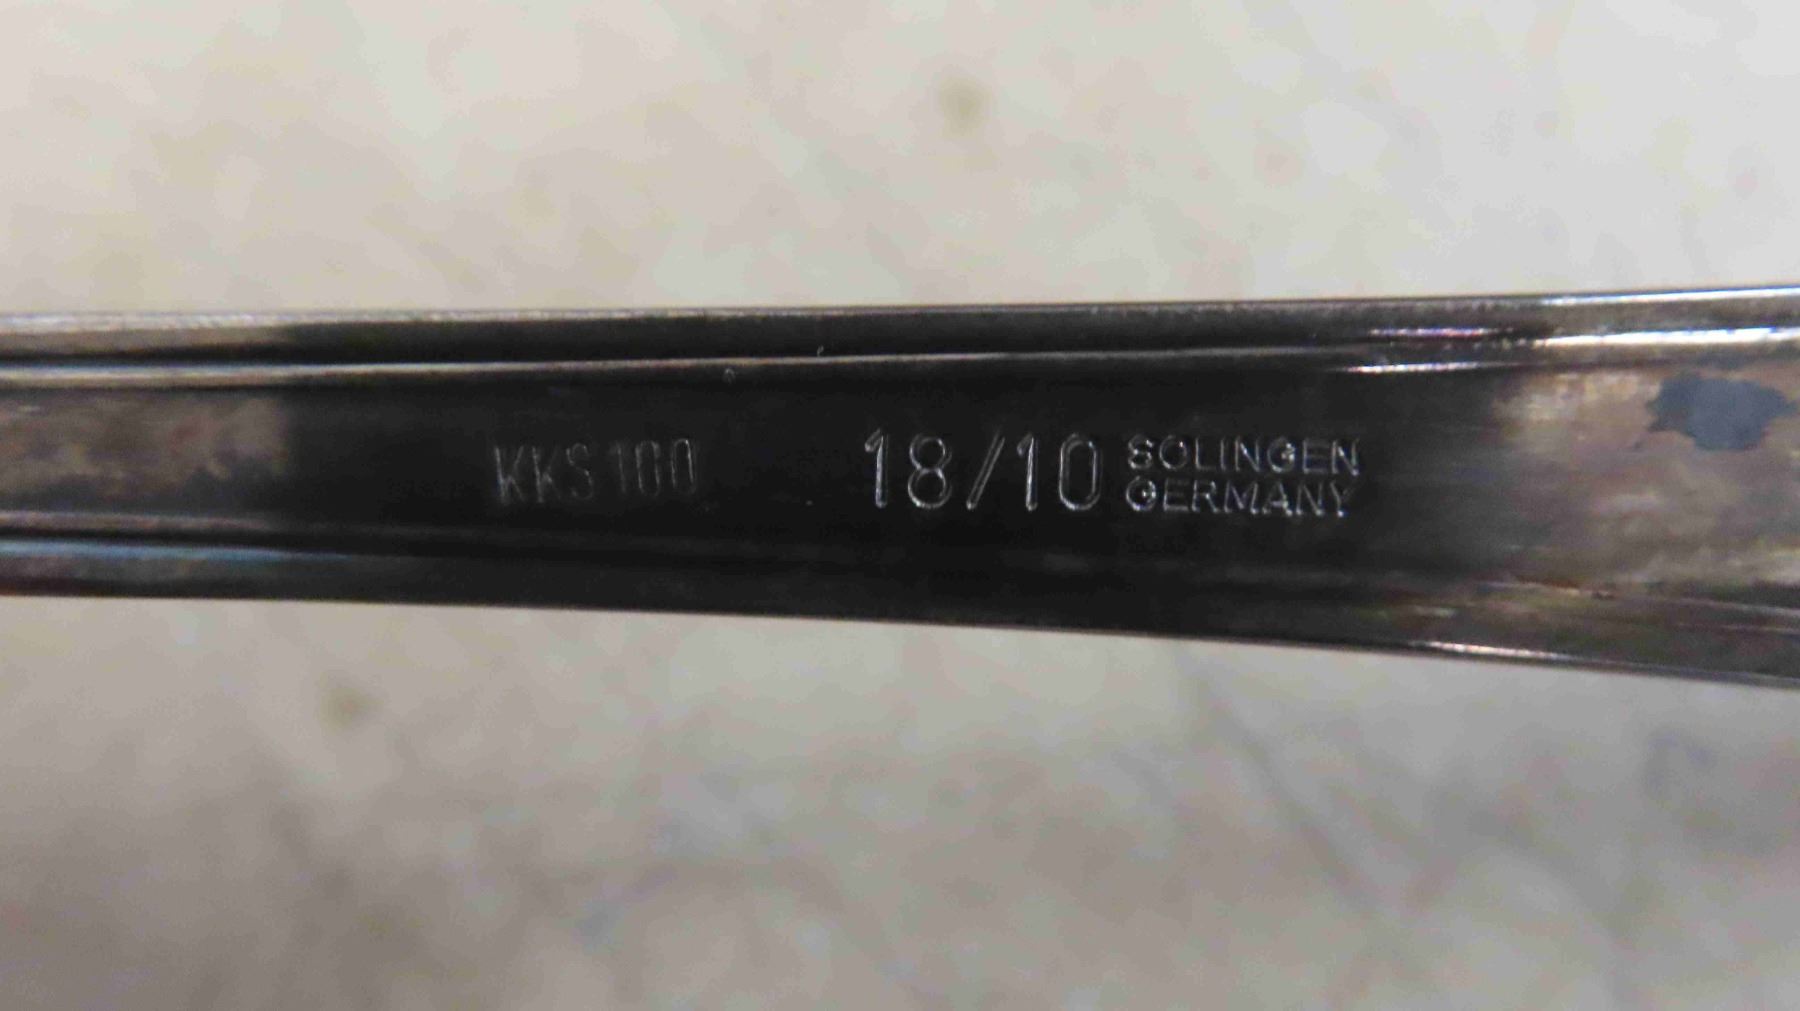 KKS 100 18/10 SOLINGEN
GERMANY